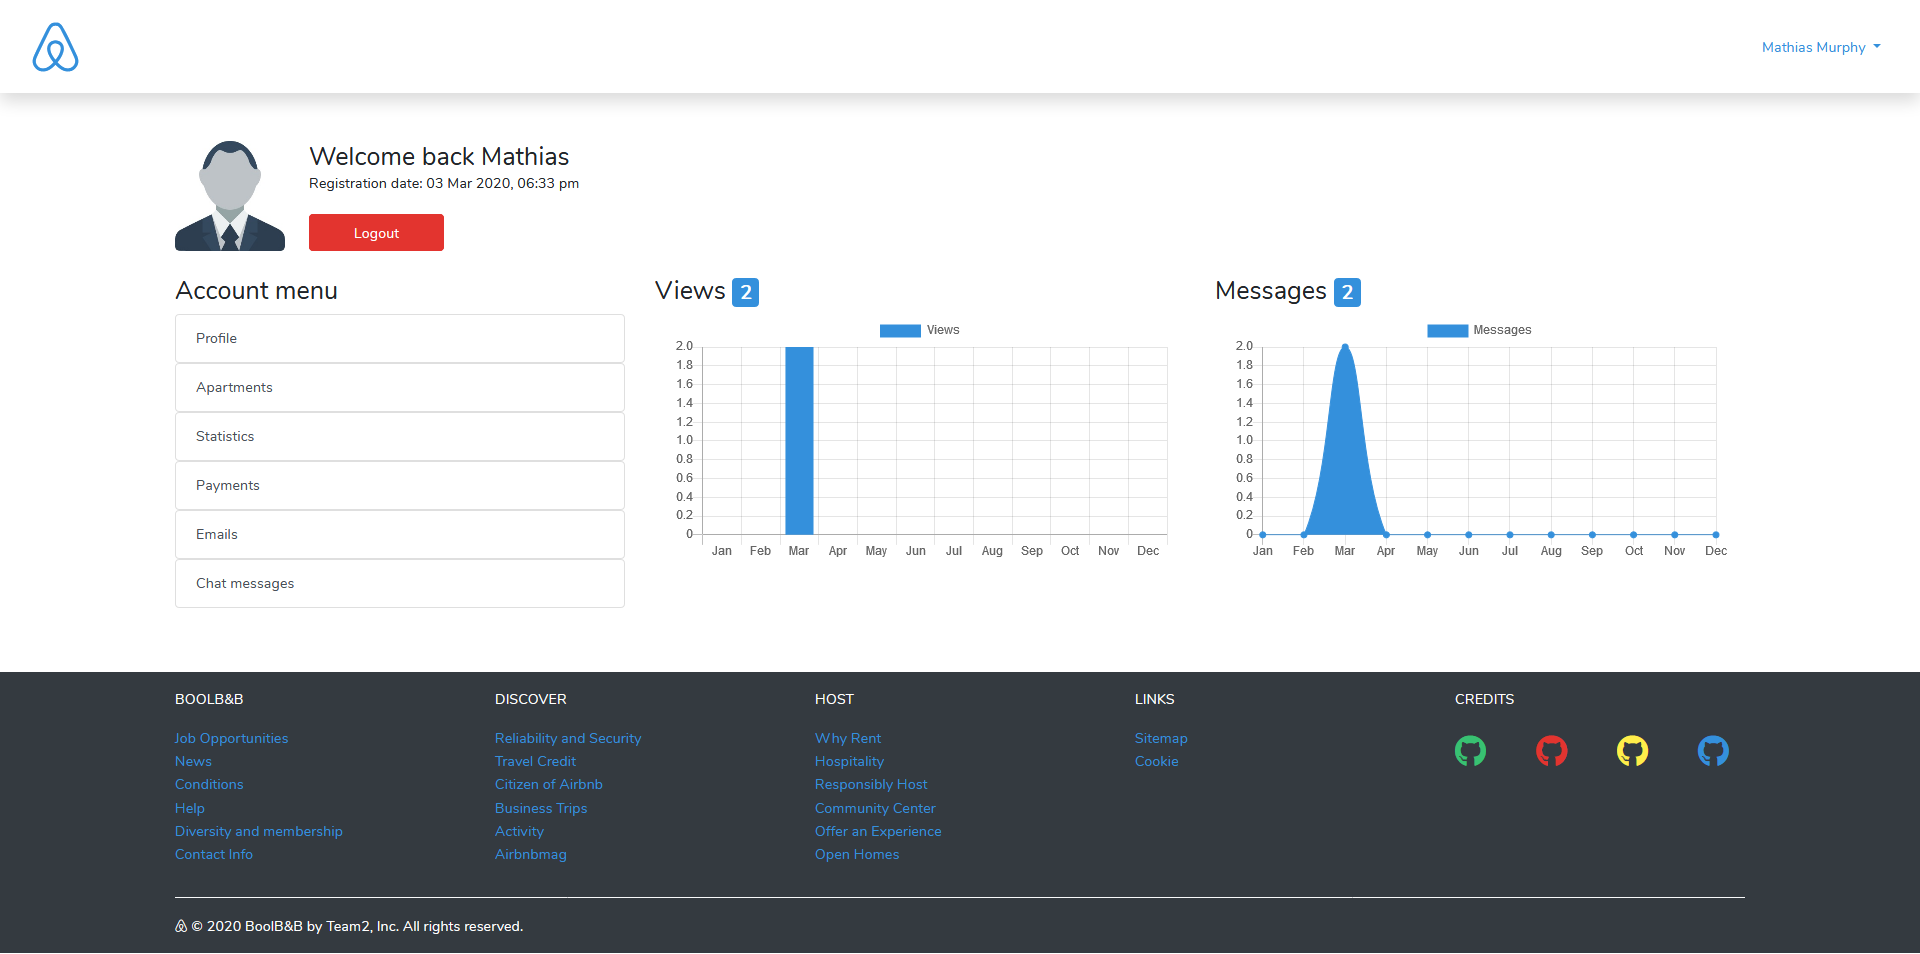 Mathias Murphy
Welcome back Mathias
Registration date: 03 Mar 2020, 06:33 pm
Logout
Account menu
Profile
Apartments
Statistics
Payments
Emails
Chat messages
Views 2
Views
2.0
1.8
1.6
1.4
1.2
1.0
0.8
0.6
0.4
0.2
0
Jan Feb Mar Apr May Jun Jul Aug Sep Oct Nov Dec
Messages 2
Messages
2.0
1.8
1.6
1.4
1.2
1.0
0.8
0.6
0.4
0.2
0
Jan Feb Mar Apr May Jun Jul Aug Sep Oct Nov Dec
BOOLB&B
Job Opportunities
News
Conditions
Help
Diversity and membership
Contact Info
DISCOVER
Reliability and Security
Travel Credit
Citizen of Airbnb
Business Trips
Activity
Airbnbmag
HOST
Why Rent
Hospitality
Responsibly Host
Community Center
Offer an Experience
Open Homes
LINKS
Sitemap
Cookie
CREDITS
© 2020 BoolB&B by Team2, Inc. All rights reserved.